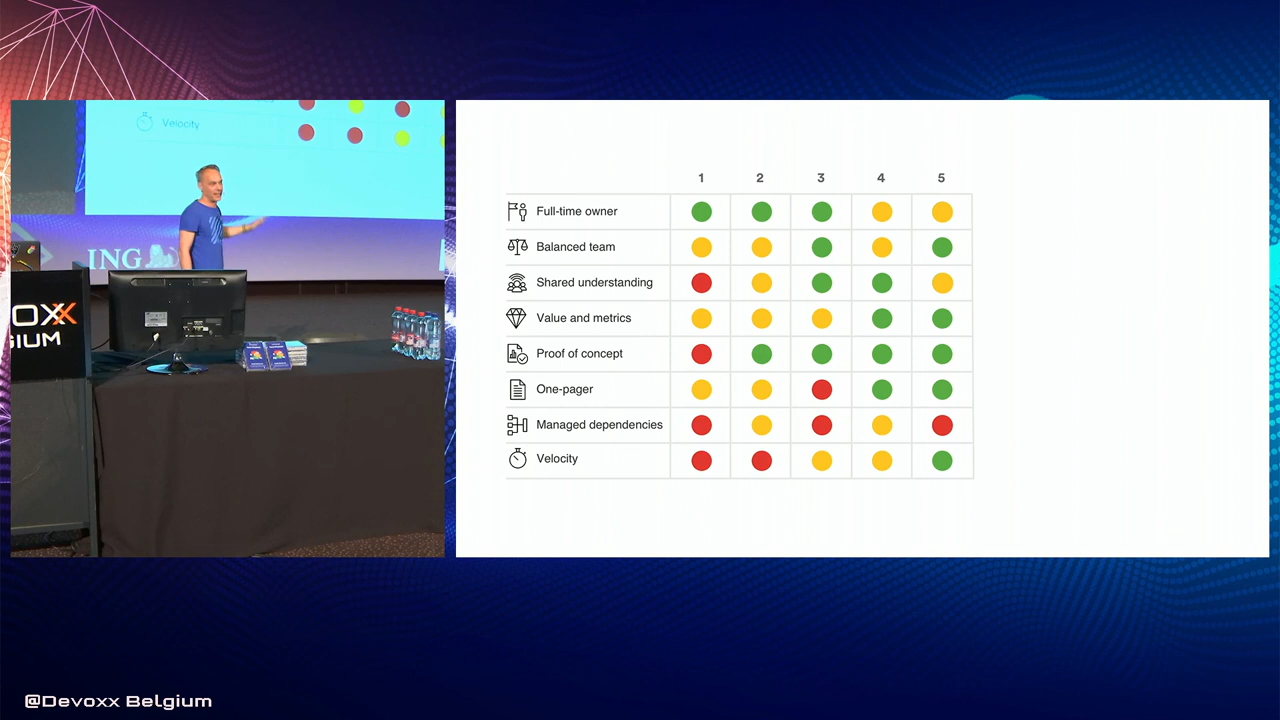 Velocity
ING
OXX
GIUM
1 2 3 4 5
Full-time owner
Balanced team
Shared understanding
Value and metrics
Proof of concept
One-pager
Managed dependencies
Velocity
@Devoxx Belgium